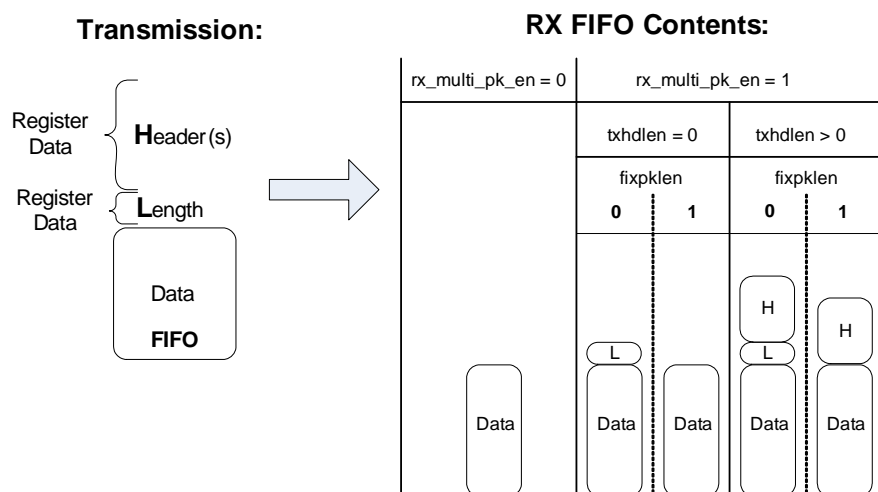 Transmission:
RX FIFO Contents:
rx_multi_pk_en = 0
rx_multi_pk_en = 1
txhdlen = 0
txhdlen > 0
fixpklen
fixpklen
0
1
0
1
Register
Data
Header(s)
Register
Data
Length
Data
FIFO
H
H
L
L
Data
Data
Data
Data
Data